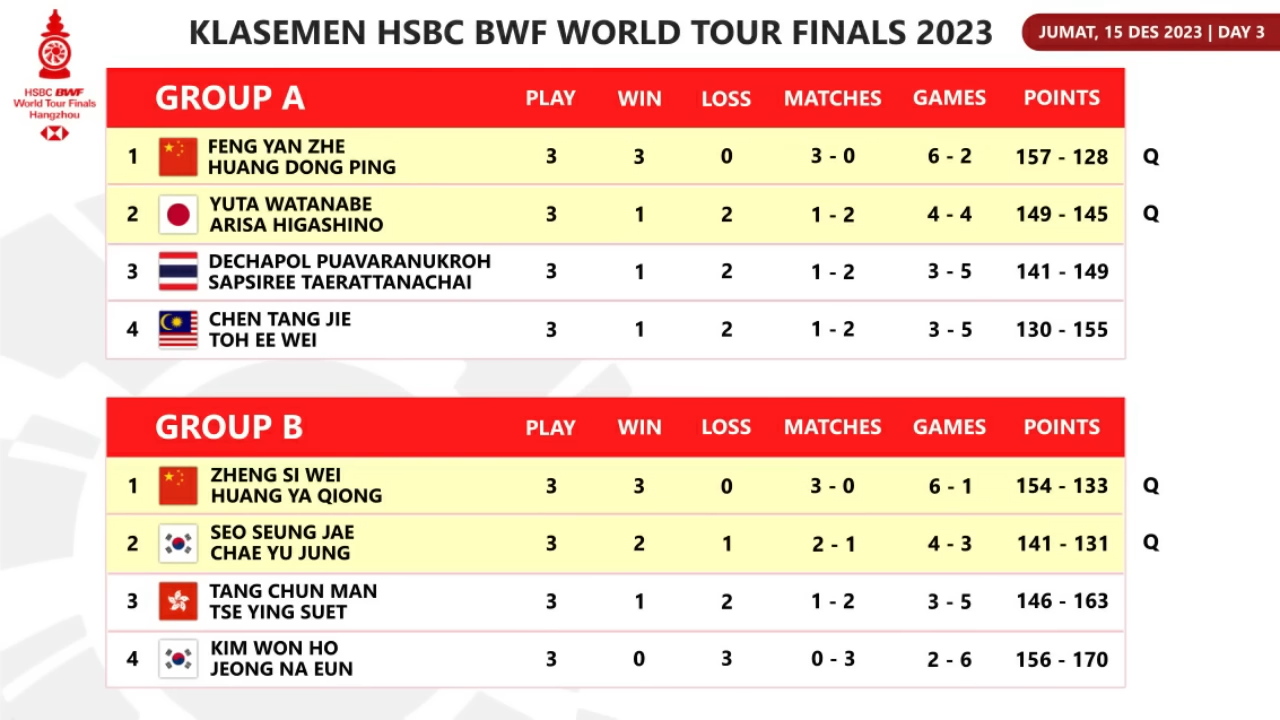 KLASEMEN HSBC BWF WORLD TOUR FINALS 2023
JUMAT, 15 DES 2023 | DAY 3
HSBC BWF
World Tour Finals
Hangzhou
GROUP A PLAY WIN LOSS MATCHES GAMES POINTS
1 FENG YAN ZHE
HUANG DONG PING 3 3 0 3 - 0 6 - 2 157 - 128 Q
2 YUTA WATANABE
ARISA HIGASHINO 3 1 2 1 - 2 4 - 4 149 - 145 Q
3 DECHAPOL PUAVARANUKROH
SAPSIREE TAERATTANACHAI 3 1 2 1 - 2 3 - 5 141 - 149
4 CHEN TANG JIE
TOH EE WEI 3 1 2 1 - 2 3 - 5 130 - 155
GROUP B PLAY WIN LOSS MATCHES GAMES POINTS
1 ZHENG SI WEI
HUANG YA QIONG 3 3 0 3 - 0 6 - 1 154 - 133 Q
2 SEO SEUNG JAE
CHAE YU JUNG 3 2 1 2 - 1 4 - 3 141 - 131 Q
3 TANG CHUN MAN
TSE YING SUET 3 1 2 1 - 2 3 - 5 146 - 163
4 KIM WON HO
JEONG NA EUN 3 0 3 0 - 3 2 - 6 156 - 170